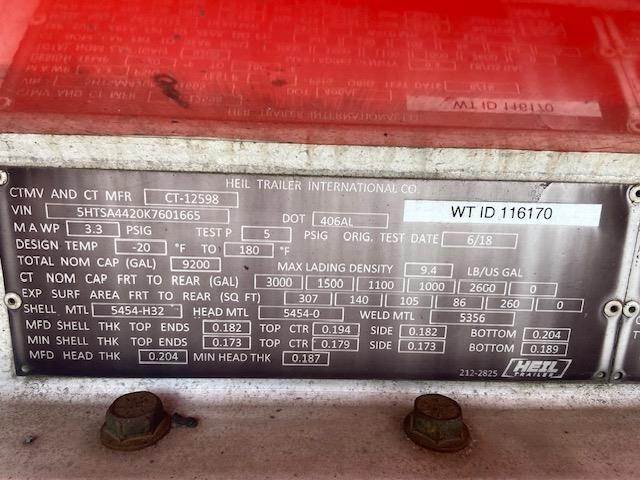 WT ID 116170
HEIL TRAILER INTERNATIONAL CO.
CTMV AND CT MFR CT-12598
VIN 5HTSA4420K7601665 DOT 406AL WT ID 116170
M A WP 3.3 PSIG TEST P 5 PSIG ORIG. TEST DATE 6/18
DESIGN TEMP -20 °F TO 180 °F
TOTAL NOM CAP (GAL) 9200 MAX LADING DENSITY 9.4 LB/US GAL
CT NOM CAP FRT TO REAR (GAL) 3000 1500 1100 1000 2600 0
EXP SURF AREA FRT TO REAR (SQ FT) 307 140 105 86 260 0
SHELL MTL 5454-H32 HEAD MTL 5454-0 WELD MTL 5356
MFD SHELL THK TOP ENDS 0.182 TOP CTR 0.194 SIDE 0.182 BOTTOM 0.204
MIN SHELL THK TOP ENDS 0.173 TOP CTR 0.179 SIDE 0.173 BOTTOM 0.189
MFD HEAD THK 0.204 MIN HEAD THK 0.187
212-2825 HEIL
TRAILER